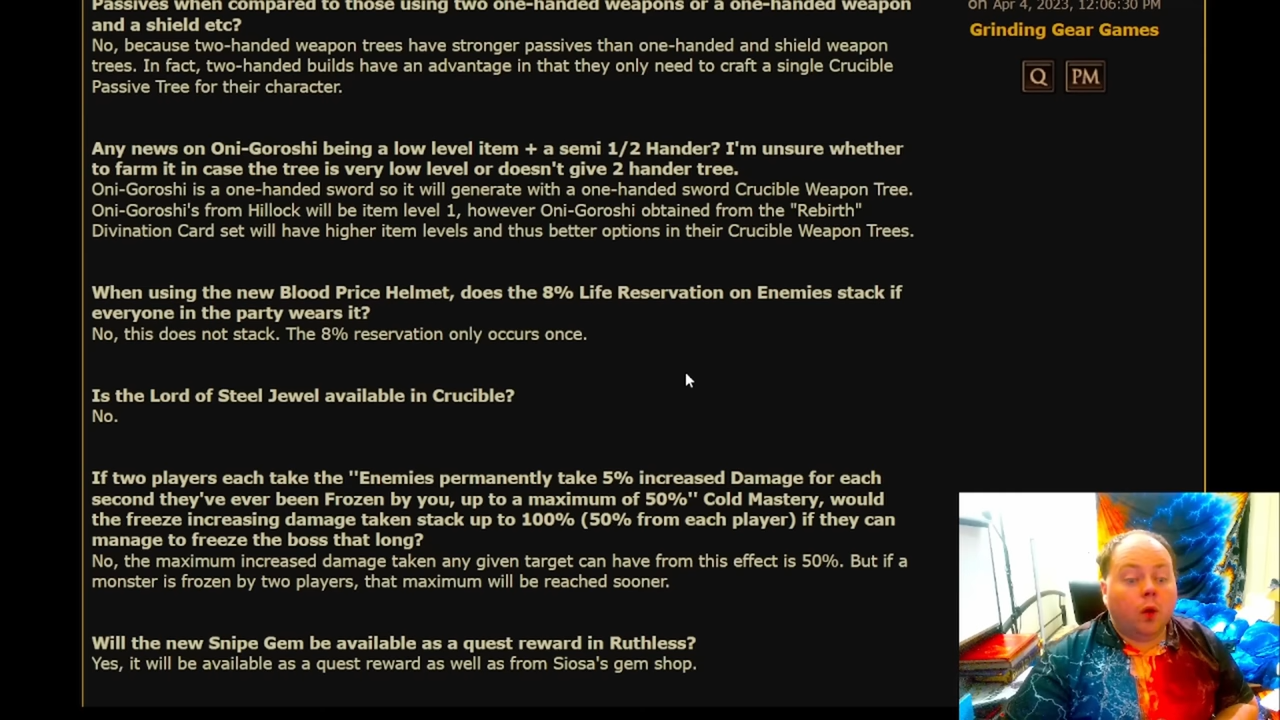 Passives when compared to those using two one-handed weapons or a one-handed weapon
and a shield etc?
No, because two-handed weapon trees have stronger passives than one-handed and shield weapon
trees. In fact, two-handed builds have an advantage in that they only need to craft a single Crucible
Passive Tree for their character.
Any news on Oni-Goroshi being a low level item + a semi 1/2 Hander? I'm unsure whether
to farm it in case the tree is very low level or doesn't give 2 hander tree.
Oni-Goroshi is a one-handed sword so it will generate with a one-handed sword Crucible Weapon Tree.
Oni-Goroshi's from Hillock will be item level 1, however Oni-Goroshi obtained from the "Rebirth"
Divination Card set will have higher item levels and thus better options in their Crucible Weapon Trees.
When using the new Blood Price Helmet, does the 8% Life Reservation on Enemies stack if
everyone in the party wears it?
No, this does not stack. The 8% reservation only occurs once.
Is the Lord of Steel Jewel available in Crucible?
No.
If two players each take the "Enemies permanently take 5% increased Damage for each
second they've ever been Frozen by you, up to a maximum of 50%" Cold Mastery, would
the freeze increasing damage taken stack up to 100% (50% from each player) if they can
manage to freeze the boss that long?
No, the maximum increased damage taken any given target can have from this effect is 50%. But if a
monster is frozen by two players, that maximum will be reached sooner.
Will the new Snipe Gem be available as a quest reward in Ruthless?
Yes, it will be available as a quest reward as well as from Siosa's gem shop.
on Apr 4, 2023, 12:06:30 PM
Grinding Gear Games
Q PM